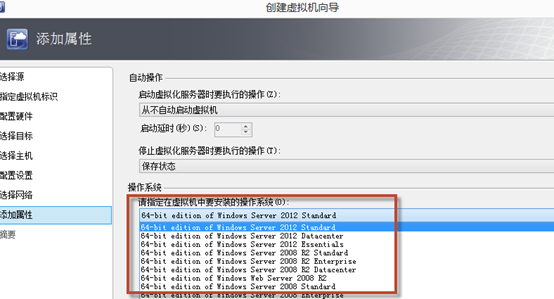 创建虚拟机向导
添加属性
选择源
指定虚拟机标识
配置硬件
选择目标
选择主机
配置设置
选择网络
添加属性
摘要
自动操作
启动虚拟化服务器时要执行的操作(Z):
从不自动启动虚拟机
启动延时(秒)(S):
0
停止虚拟化服务器时要执行的操作(T):
保存状态
操作系统
请指定在虚拟机中要安装的操作系统(O):
64-bit edition of Windows Server 2012 Standard
64-bit edition of Windows Server 2012 Standard
64-bit edition of Windows Server 2012 Datacenter
64-bit edition of Windows Server 2012 Essentials
64-bit edition of Windows Server 2008 R2 Standard
64-bit edition of Windows Server 2008 R2 Enterprise
64-bit edition of Windows Server 2008 R2 Datacenter
64-bit edition of Windows Web Server 2008 R2
64-bit edition of Windows Server 2008 Standard
64-bit edition of Windows Server 2008 Enterprise